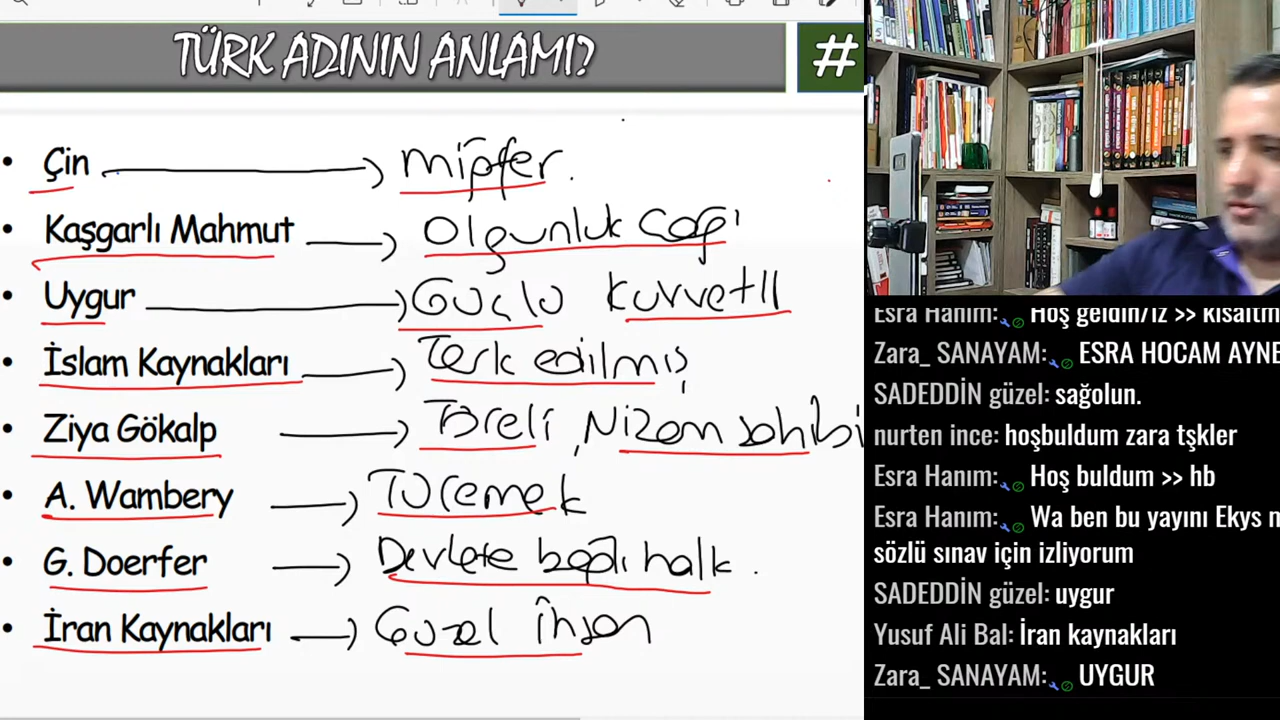 TÜRK ADININ ANLAMI?
#
• Çin → mipfer.
• Kaşgarlı Mahmut → Olgunluk Çağı
• Uygur → Güçlü Kuvvetli
• İslam Kaynakları → Terk edilmiş
• Ziya Gökalp → Töreli, Nizam sahibi
• A. Wambery → Türemek
• G. Doerfer → Devlete bağlı halk.
• İran Kaynakları → Güzel İnsan
Esra Hanım: Hoş geldin/iz >> kısaltm
Zara_ SANAYAM: ESRA HOCAM AYNE
SADEDDİN güzel: sağolun.
nurten ince: hoşbuldum zara tşkler
Esra Hanım: Hoş buldum >> hb
Esra Hanım: Wa ben bu yayını Ekys
sözlü sınav için izliyorum
SADEDDİN güzel: uygur
Yusuf Ali Bal: İran kaynakları
Zara_ SANAYAM: UYGUR